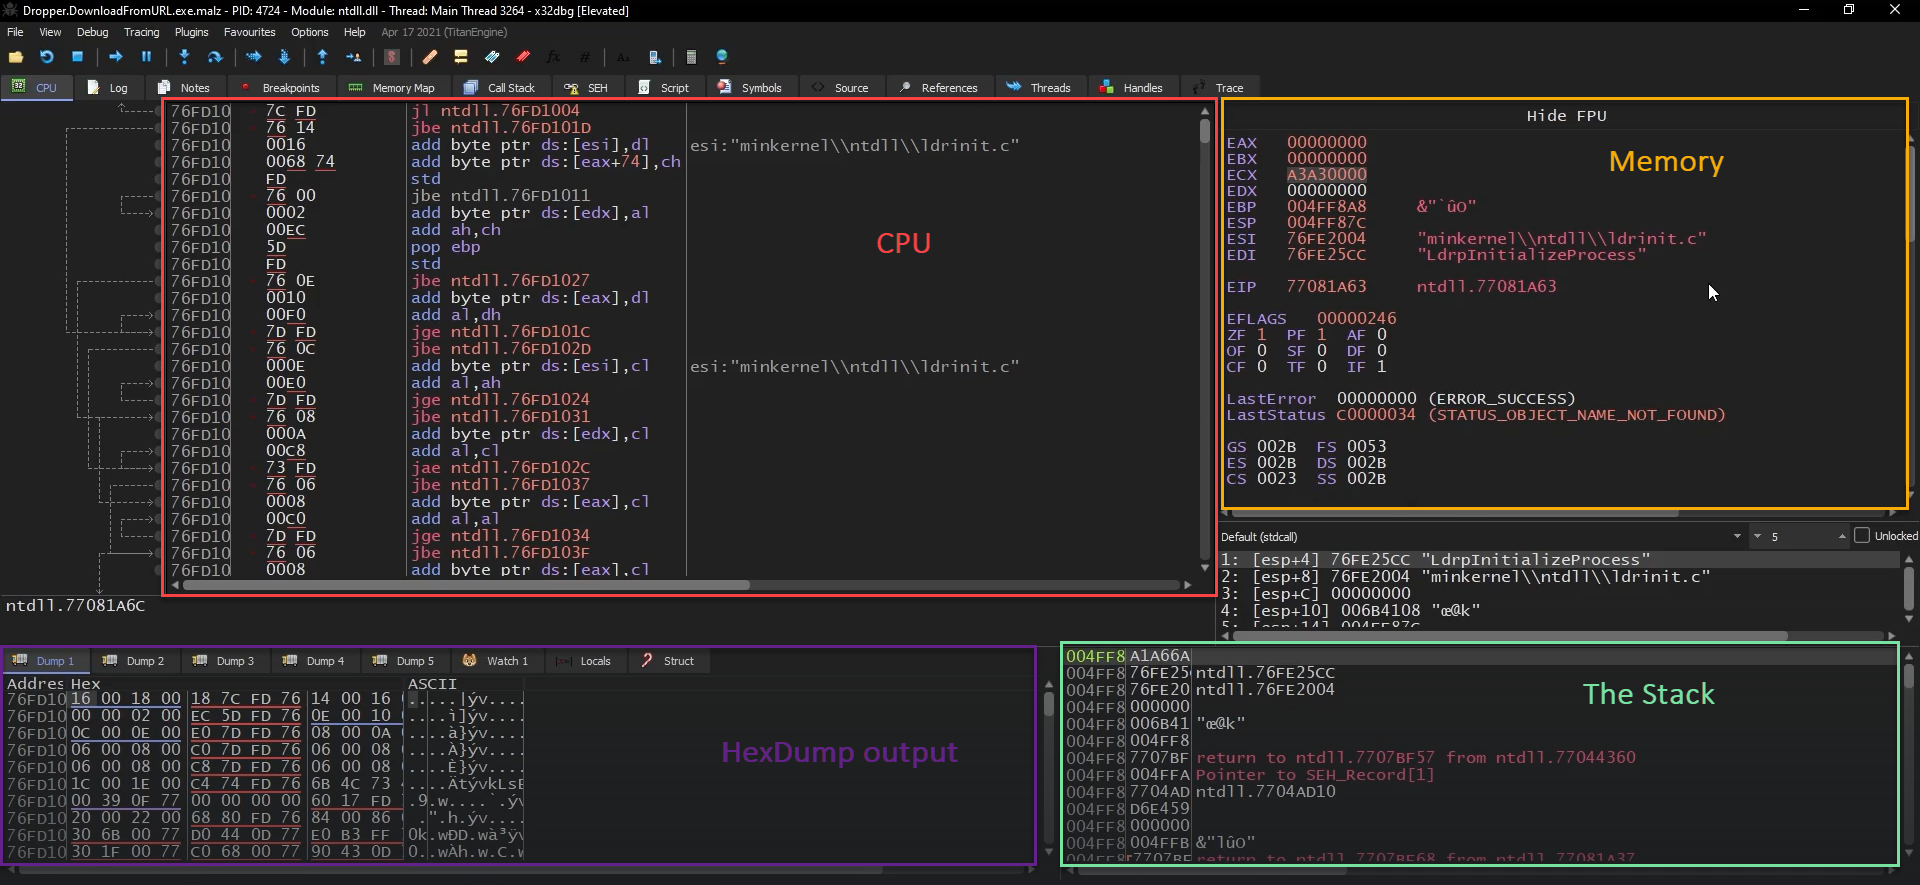 Dropper.DownloadFromURL.exe.malz - PID: 4724 - Module: ntdll.dll - Thread: Main Thread 3264 - x32dbg [Elevated]
File View Debug Tracing Plugins Favourites Options Help Apr 17 2021 (TitanEngine)
CPU Log Notes Breakpoints Memory Map Call Stack SEH Script Symbols Source References Threads Handles Trace
76FD10 7C FD jl ntdll.76FD1004
76FD10 76 14 jbe ntdll.76FD101D
76FD10 0016 add byte ptr ds:[esi],dl esi:"minkernel\\ntdll\\ldrinit.c"
76FD10 0068 74 add byte ptr ds:[eax+74],ch
76FD10 FD std
76FD10 76 00 jbe ntdll.76FD1011
76FD10 0002 add byte ptr ds:[edx],al
76FD10 00EC add ah,ch
76FD10 5D pop ebp
76FD10 FD std
76FD10 76 0E jbe ntdll.76FD1027
76FD10 0010 add byte ptr ds:[eax],dl
76FD10 00F0 add al,dh
76FD10 7D FD jge ntdll.76FD101C
76FD10 76 0C jbe ntdll.76FD102D
76FD10 000E add byte ptr ds:[esi],cl esi:"minkernel\\ntdll\\ldrinit.c"
76FD10 00E0 add al,ah
76FD10 7D FD jge ntdll.76FD1024
76FD10 76 08 jbe ntdll.76FD1031
76FD10 000A add byte ptr ds:[edx],cl
76FD10 00C8 add al,cl
76FD10 73 FD jae ntdll.76FD102C
76FD10 76 06 jbe ntdll.76FD1037
76FD10 0008 add byte ptr ds:[eax],cl
76FD10 00C0 add al,al
76FD10 7D FD jge ntdll.76FD1034
76FD10 76 06 jbe ntdll.76FD103F
76FD10 0008 add byte ptr ds:[eax],cl
CPU
ntdll.77081A6C
Hide FPU
Memory
EAX 00000000
EBX 00000000
ECX A3A30000
EDX 00000000
EBP 004FF8A8 &"`ûO"
ESP 004FF87C
ESI 76FE2004 "minkernel\\ntdll\\ldrinit.c"
EDI 76FE25CC "LdrpInitializeProcess"
EIP 77081A63 ntdll.77081A63
EFLAGS 00000246
ZF 1 PF 1 AF 0
OF 0 SF 0 DF 0
CF 0 TF 0 IF 1
LastError 00000000 (ERROR_SUCCESS)
LastStatus C0000034 (STATUS_OBJECT_NAME_NOT_FOUND)
GS 002B FS 0053
ES 002B DS 002B
CS 0023 SS 002B
Default (stdcall) 5 Unlocked
1: [esp+4] 76FE25CC "LdrpInitializeProcess"
2: [esp+8] 76FE2004 "minkernel\\ntdll\\ldrinit.c"
3: [esp+C] 00000000
4: [esp+10] 006B4108 "œ@k"
5: [esp+14] 004FF87C
Dump 1 Dump 2 Dump 3 Dump 4 Dump 5 Watch 1 Locals Struct
Addres Hex ASCII
76FD10 16 00 18 00 18 7C FD 76 14 00 16 .....|ýv....
76FD10 00 00 02 00 EC 5D FD 76 0E 00 10 ....ì]ýv....
76FD10 0C 00 0E 00 E0 7D FD 76 08 00 0A ....à}ýv....
76FD10 06 00 08 00 C0 7D FD 76 06 00 08 ....À}ýv....
76FD10 06 00 08 00 C8 7D FD 76 06 00 08 ....È}ýv....
76FD10 1C 00 1E 00 C4 74 FD 76 6B 4C 73 ....ÄtývkLsE
76FD10 00 39 0F 77 00 00 00 00 60 17 FD .9.w....`.ýv
76FD10 20 00 22 00 68 80 FD 76 84 00 86 .".h.ýv....
76FD10 30 6B 00 77 D0 44 0D 77 E0 B3 FF 0k.wÐD.wà³ÿv
76FD10 30 1F 00 77 C0 68 00 77 90 43 0D 0..wÀh.w.C.w
HexDump output
004FF8 A1A66A
004FF8 76FE25 ntdll.76FE25CC
004FF8 76FE20 ntdll.76FE2004
004FF8 000000
004FF8 006B41 "œ@k"
004FF8 004FF8
004FF8 7707BF return to ntdll.7707BF57 from ntdll.77044360
004FF8 004FFA Pointer to SEH_Record[1]
004FF8 7704AD ntdll.7704AD10
004FF8 D6E459
004FF8 000000
004FF8 004FFB &"]ûO"
004FF8 7707BF return to ntdll.7707BF68 from ntdll.77081A37
The Stack